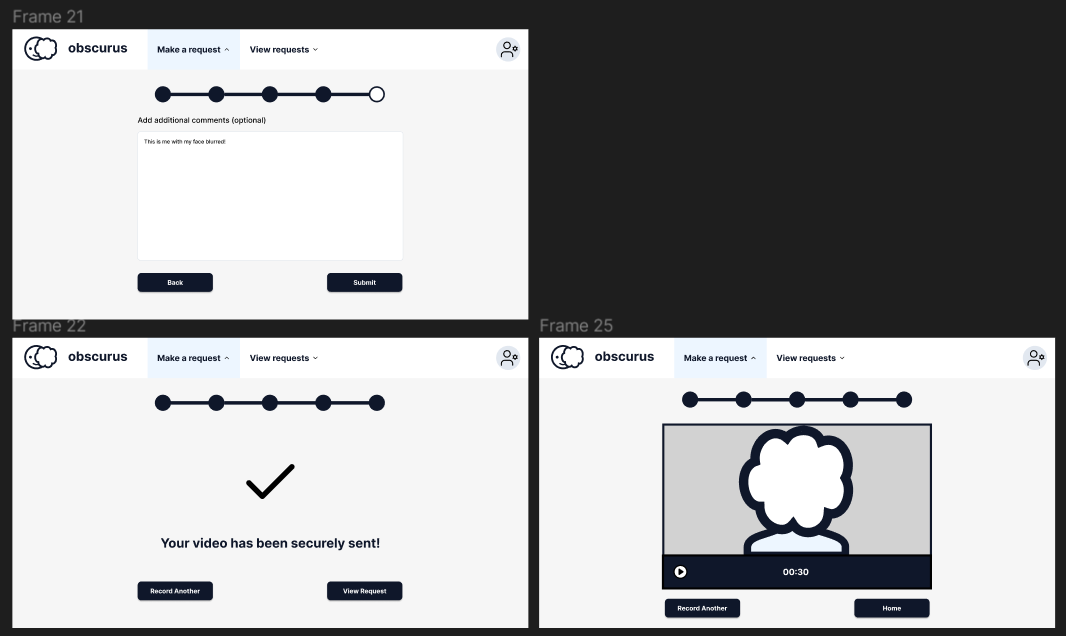 Frame 21
obscurus
Make a request
View requests
Add additional comments (optional)
This is me with my face blurred!
Back
Submit
Frame 22
obscurus
Make a request
View requests
Your video has been securely sent!
Record Another
View Request
Frame 25
obscurus
Make a request
View requests
00:30
Record Another
Home